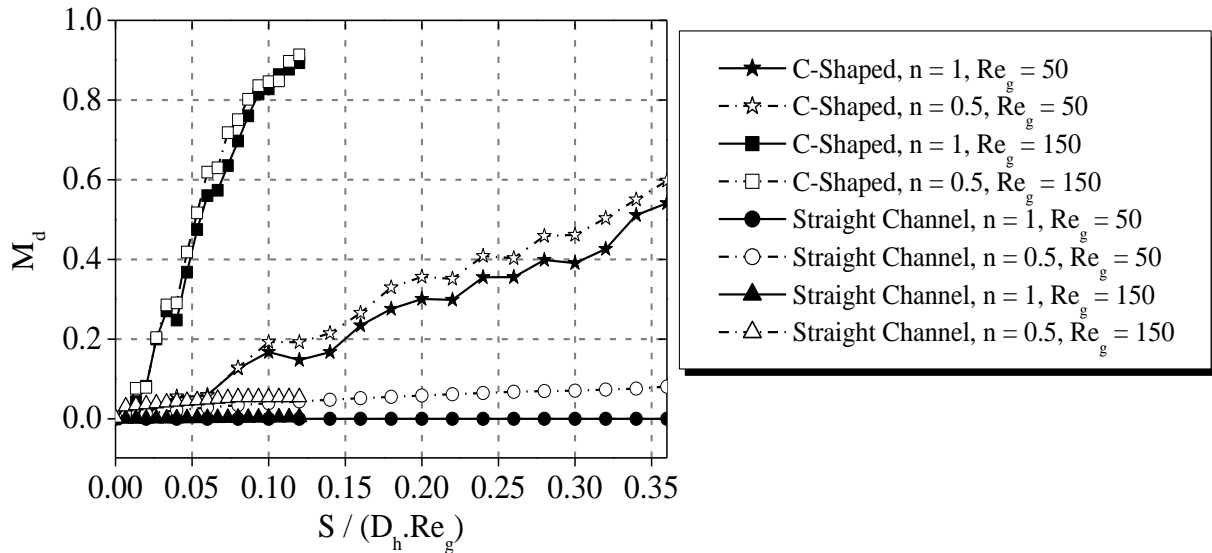 1.0
0.8
0.6
0.4
0.2
0.0
M_d
0.00 0.05 0.10 0.15 0.20 0.25 0.30 0.35
S / (D_h.Re_g)
C-Shaped, n = 1, Re_g = 50
C-Shaped, n = 0.5, Re_g = 50
C-Shaped, n = 1, Re_g = 150
C-Shaped, n = 0.5, Re_g = 150
Straight Channel, n = 1, Re_g = 50
Straight Channel, n = 0.5, Re_g = 50
Straight Channel, n = 1, Re_g = 150
Straight Channel, n = 0.5, Re_g = 150